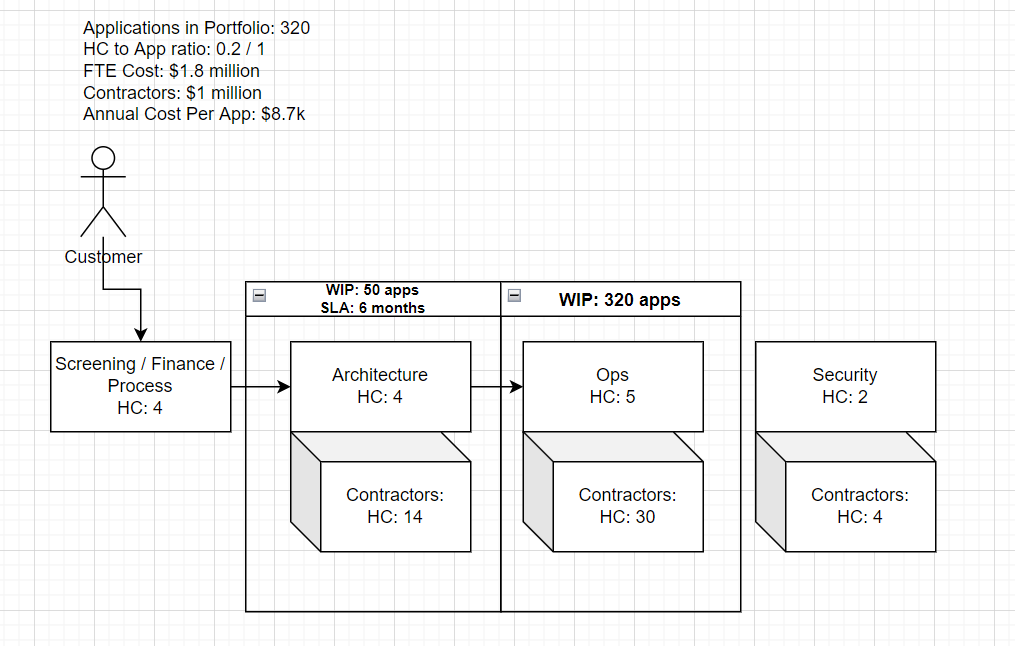 Applications in Portfolio: 320
HC to App ratio: 0.2 / 1
FTE Cost: $1.8 million
Contractors: $1 million
Annual Cost Per App: $8.7k
Customer
WIP: 50 apps
SLA: 6 months
WIP: 320 apps
Screening / Finance /
Process
HC: 4
Architecture
HC: 4
Ops
HC: 5
Security
HC: 2
Contractors:
HC: 14
Contractors:
HC: 30
Contractors:
HC: 4